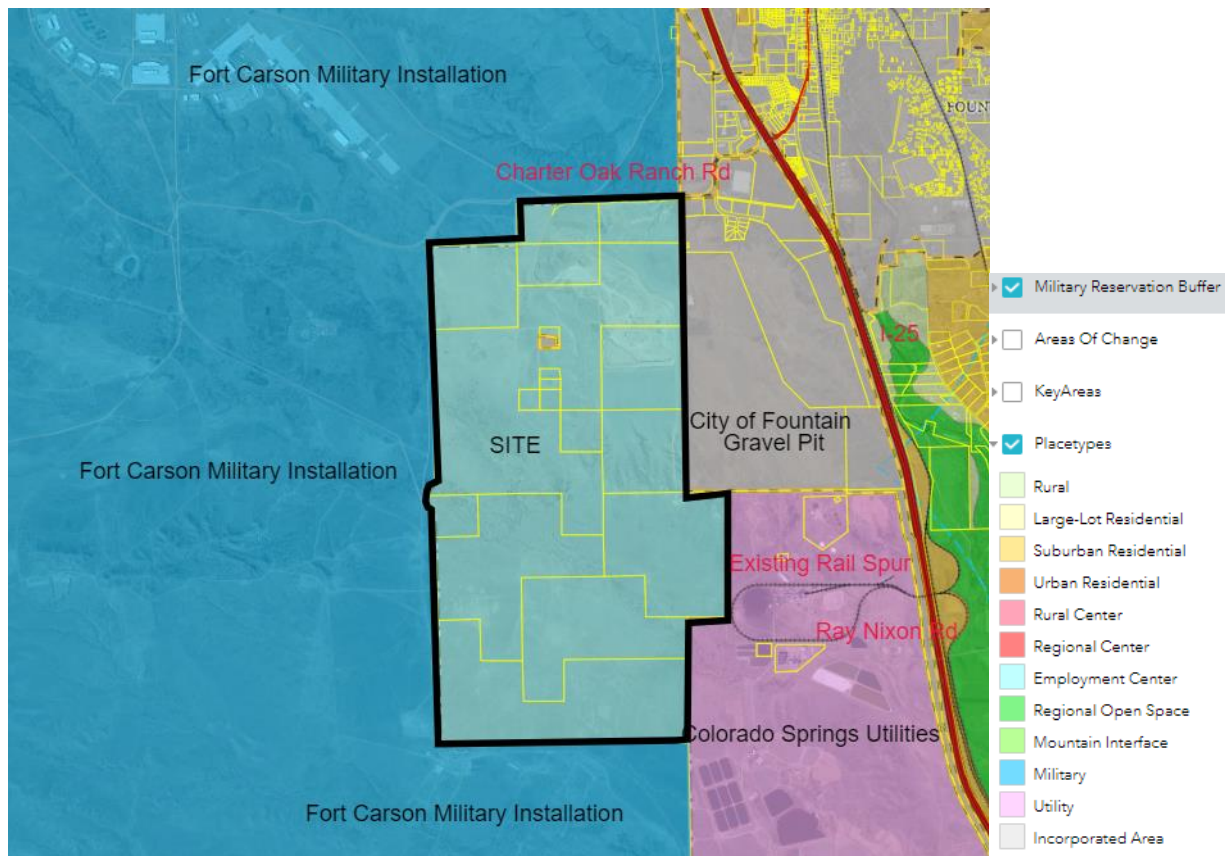 Fort Carson Military Installation
FOUN
Charter Oak Ranch Rd
I-25
City of Fountain
Gravel Pit
SITE
Fort Carson Military Installation
Existing Rail Spur
Ray Nixon Rd
Colorado Springs Utilities
Fort Carson Military Installation
Military Reservation Buffer
Areas Of Change
KeyAreas
Placetypes
Rural
Large-Lot Residential
Suburban Residential
Urban Residential
Rural Center
Regional Center
Employment Center
Regional Open Space
Mountain Interface
Military
Utility
Incorporated Area